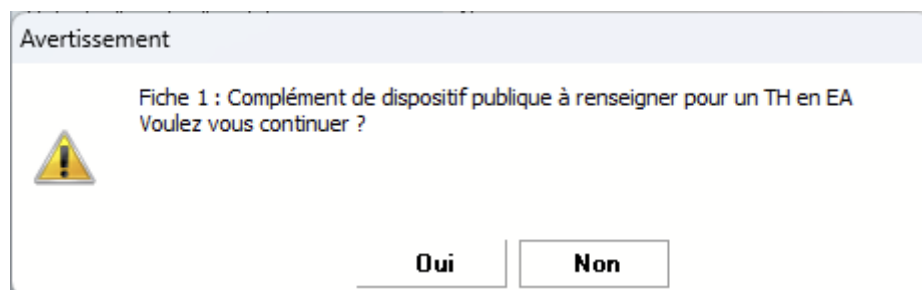 Avertissement
Fiche 1 : Complément de dispositif publique à renseigner pour un TH en EA
Voulez vous continuer ?
Oui
Non